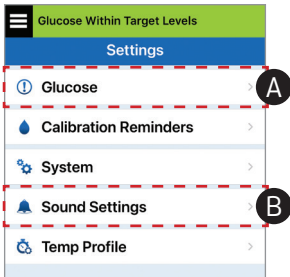 Glucose Within Target Levels
Settings
Glucose
A
Calibration Reminders
System
Sound Settings
B
Temp Profile